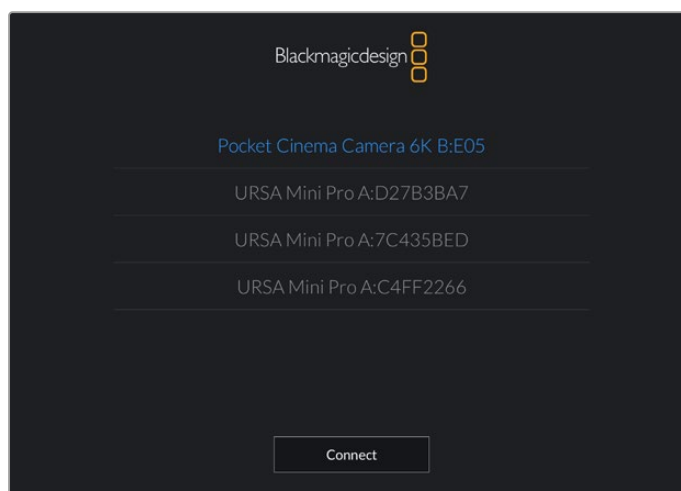 Blackmagicdesign
Pocket Cinema Camera 6K B:E05
URSA Mini Pro A:D27B3BA7
URSA Mini Pro A:7C435BED
URSA Mini Pro A:C4FF2266
Connect